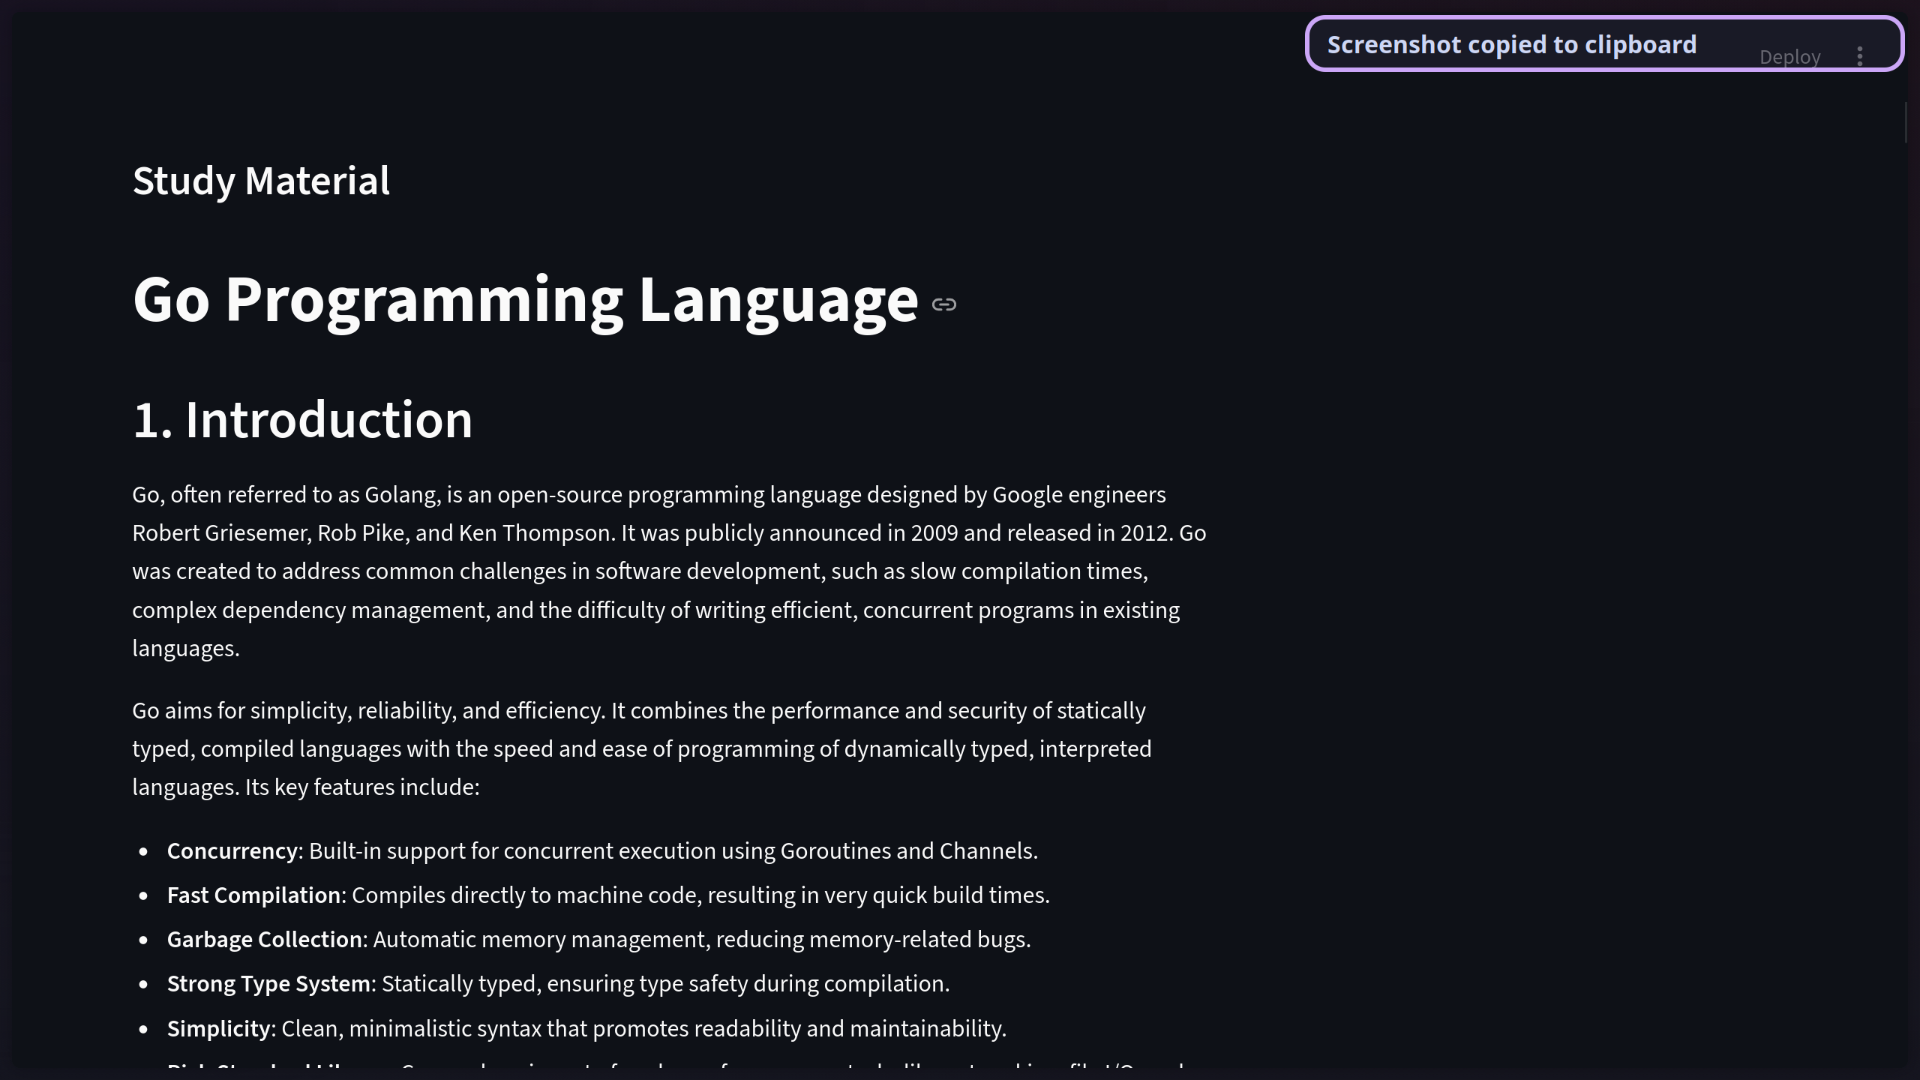 Screenshot copied to clipboard
Deploy
Study Material
Go Programming Language
1. Introduction
Go, often referred to as Golang, is an open-source programming language designed by Google engineers
Robert Griesemer, Rob Pike, and Ken Thompson. It was publicly announced in 2009 and released in 2012. Go
was created to address common challenges in software development, such as slow compilation times,
complex dependency management, and the difficulty of writing efficient, concurrent programs in existing
languages.
Go aims for simplicity, reliability, and efficiency. It combines the performance and security of statically
typed, compiled languages with the speed and ease of programming of dynamically typed, interpreted
languages. Its key features include:
• Concurrency: Built-in support for concurrent execution using Goroutines and Channels.
• Fast Compilation: Compiles directly to machine code, resulting in very quick build times.
• Garbage Collection: Automatic memory management, reducing memory-related bugs.
• Strong Type System: Statically typed, ensuring type safety during compilation.
• Simplicity: Clean, minimalistic syntax that promotes readability and maintainability.